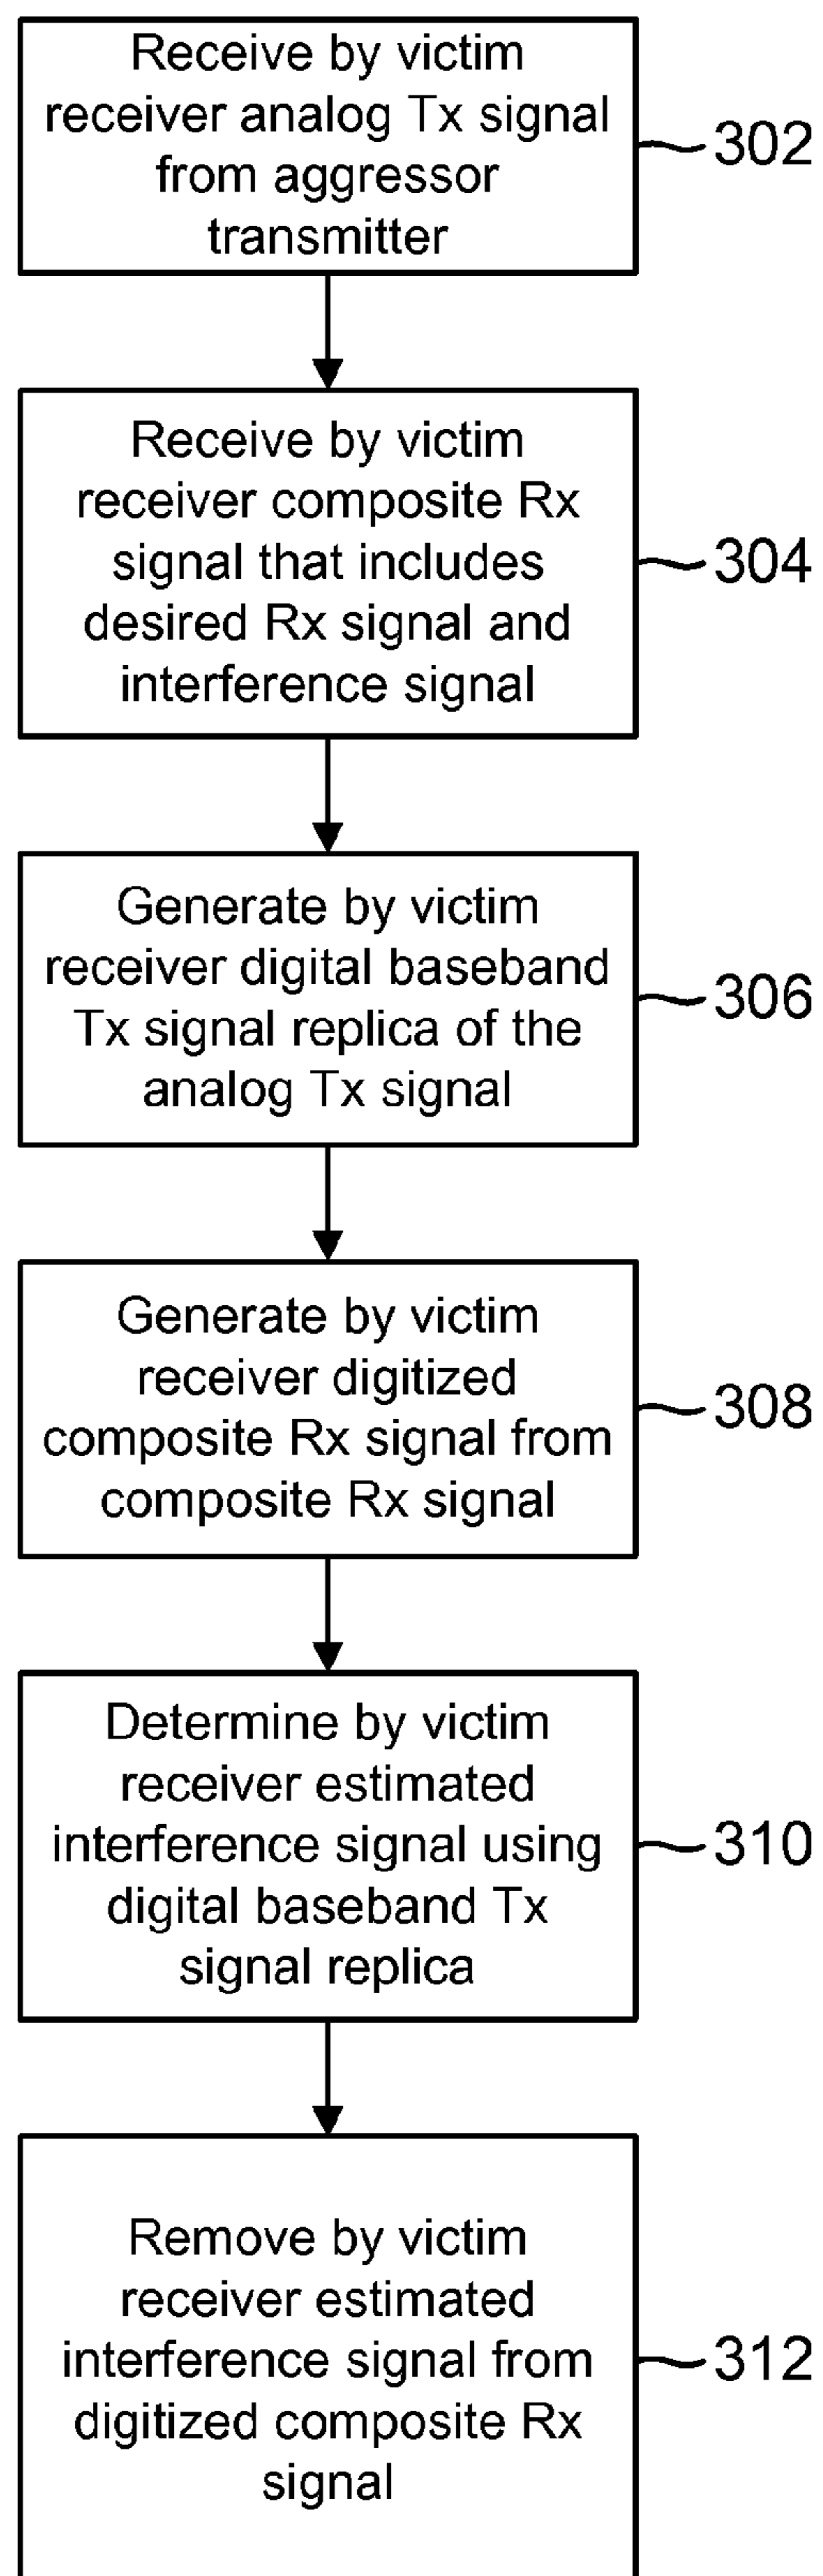 Receive by victim
receiver analog Tx signal
from aggressor
transmitter
302
Receive by victim
receiver composite Rx
signal that includes
desired Rx signal and
interference signal
304
Generate by victim
receiver digital baseband
Tx signal replica of the
analog Tx signal
306
Generate by victim
receiver digitized
composite Rx signal from
composite Rx signal
308
Determine by victim
receiver estimated
interference signal using
digital baseband Tx
signal replica
310
Remove by victim
receiver estimated
interference signal from
digitized composite Rx
signal
312